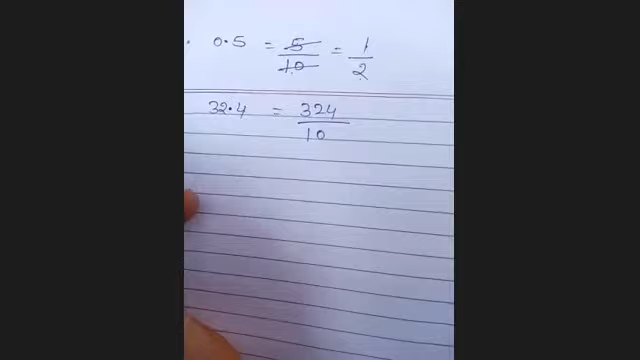 . 0.5 = 5/10 = 1/2
32.4 = 324/10